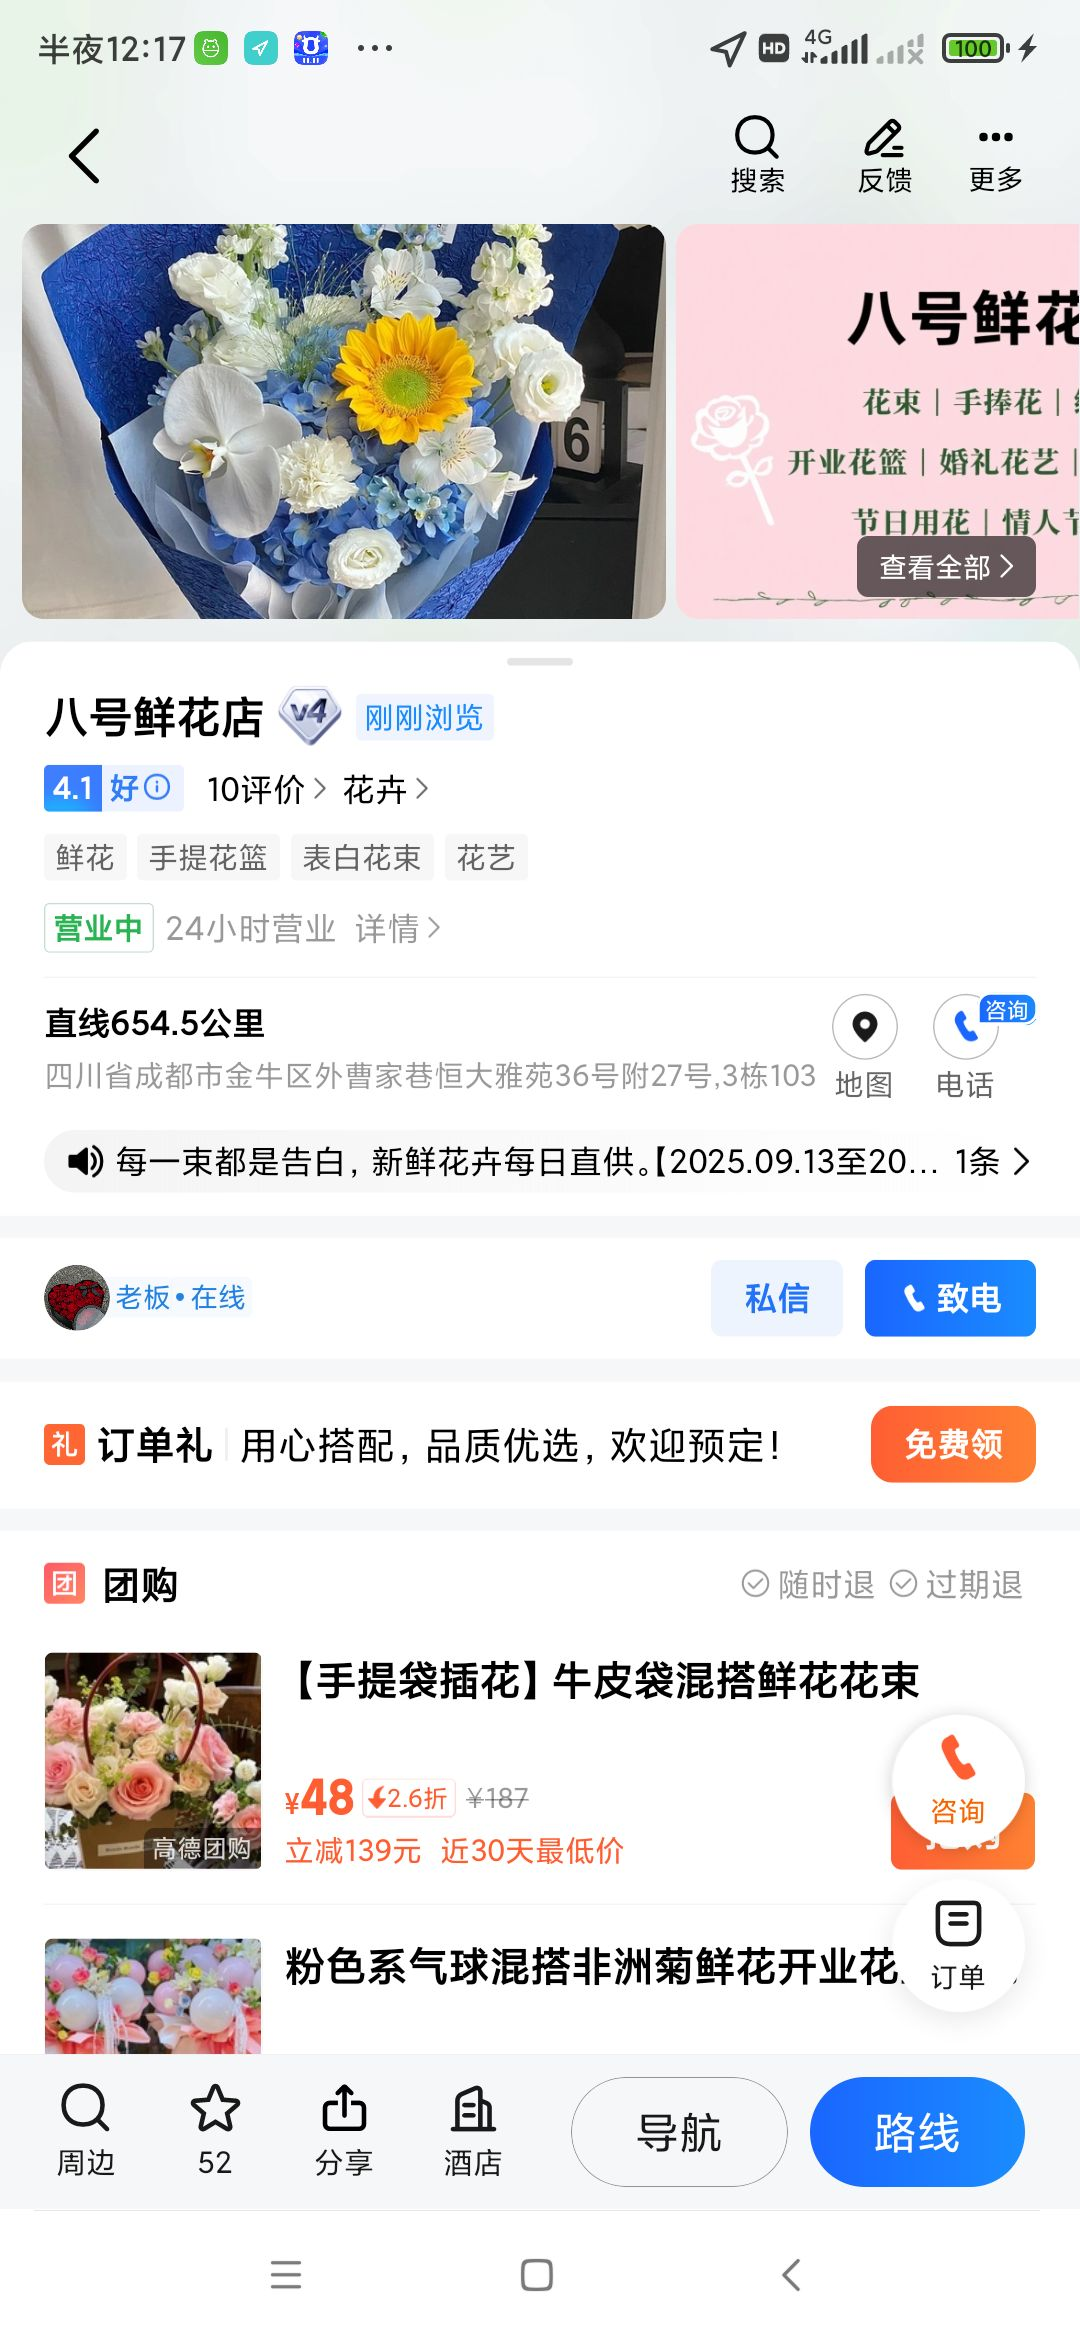 半夜12:17
HD 4G 100
搜索 反馈 更多
6
八号鲜花
花束 | 手捧花 |
开业花篮 | 婚礼花艺 |
节日用花 | 情人节
查看全部
八号鲜花店 V4 刚刚浏览
4.1 好 10评价 花卉
鲜花 手提花篮 表白花束 花艺
营业中 24小时营业 详情
直线654.5公里
四川省成都市金牛区外曹家巷恒大雅苑36号附27号,3栋103
地图 咨询 电话
每一束都是告白，新鲜花卉每日直供。【2025.09.13至20... 1条
老板•在线 私信 致电
礼 订单礼 用心搭配，品质优选，欢迎预定！ 免费领
团 团购 随时退 过期退
【手提袋插花】牛皮袋混搭鲜花花束
¥48 2.6折 ¥187
立减139元 近30天最低价
高德团购
咨询
粉色系气球混搭非洲菊鲜花开业花
订单
周边 52 分享 酒店 导航 路线